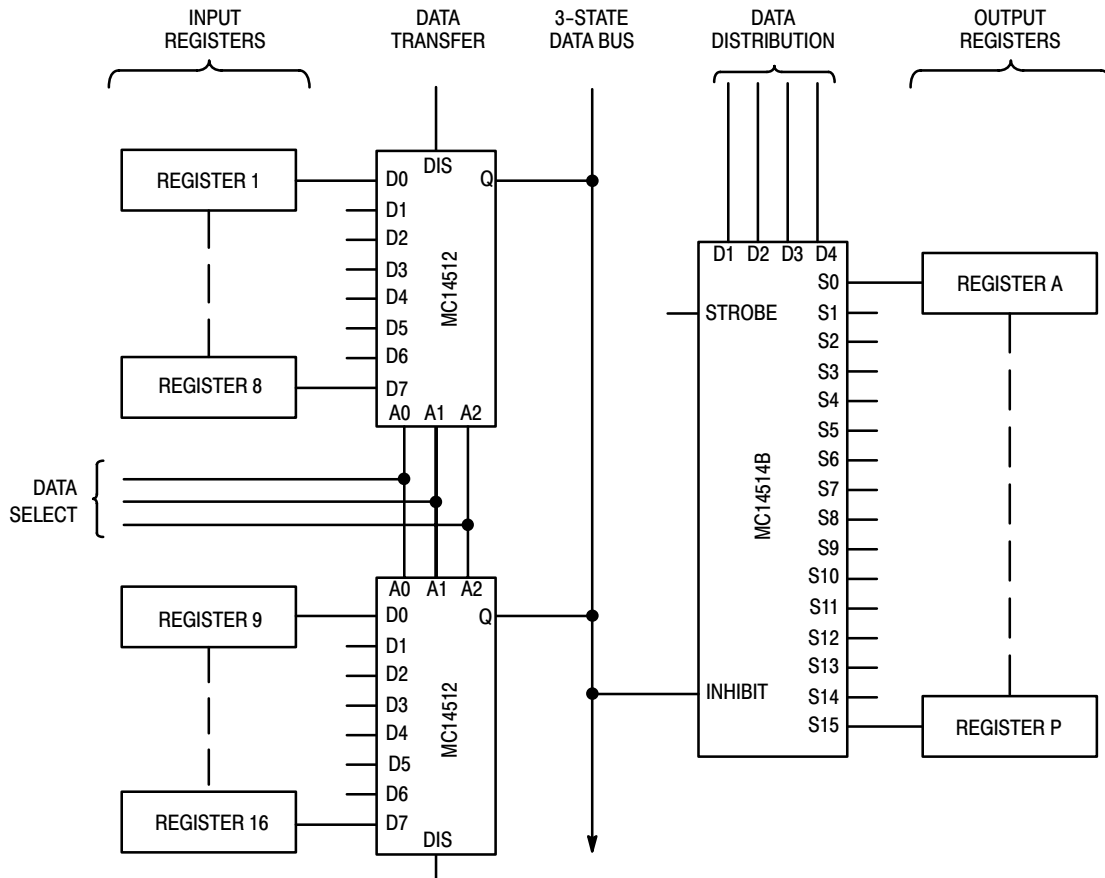 INPUT
REGISTERS
DATA
TRANSFER
3-STATE
DATA BUS
DATA
DISTRIBUTION
OUTPUT
REGISTERS
REGISTER 1
REGISTER 8
DIS
D0
Q
D1
D2
D3
D4
D5
D6
D7
MC14512
A0 A1 A2
DATA
SELECT
REGISTER 9
REGISTER 16
A0 A1 A2
D0
Q
D1
D2
D3
D4
D5
D6
D7
MC14512
DIS
D1 D2 D3 D4
STROBE
MC14514B
INHIBIT
S0
S1
S2
S3
S4
S5
S6
S7
S8
S9
S10
S11
S12
S13
S14
S15
REGISTER A
REGISTER P